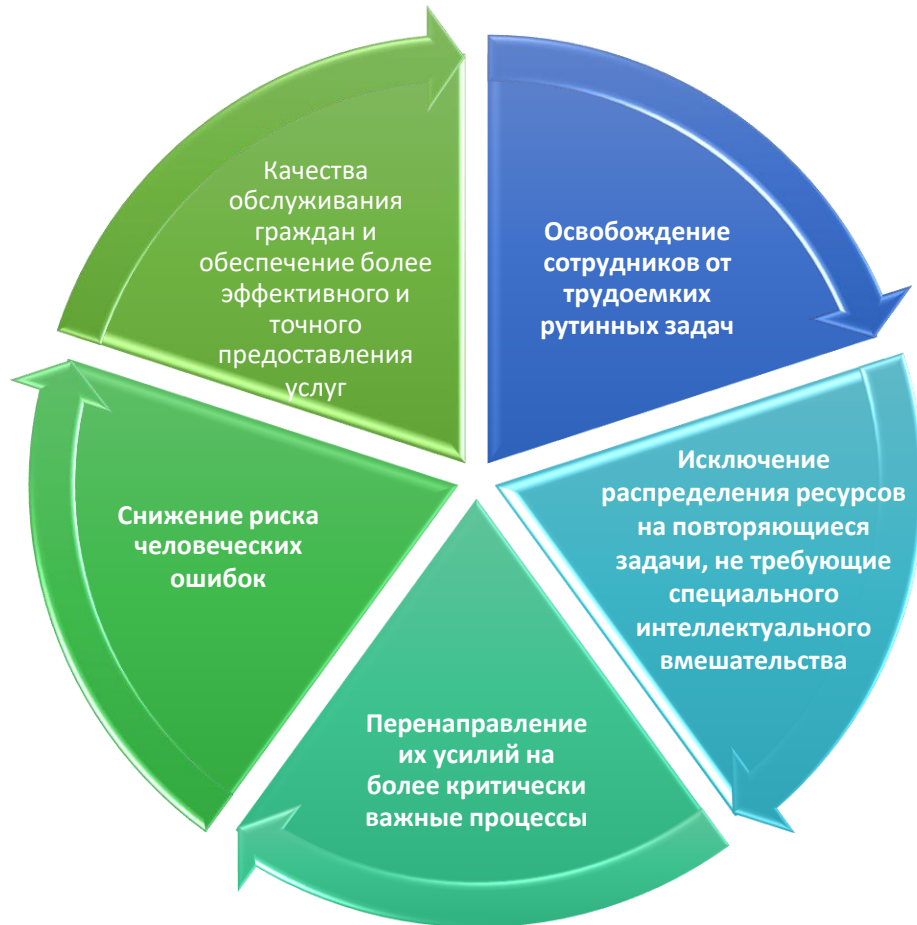 Качества
обслуживания
граждан и
обеспечение более
эффективного и
точного
предоставления
услуг
Освобождение
сотрудников от
трудоемких
рутинных задач
Исключение
распределения ресурсов
на повторяющиеся
задачи, не требующие
специального
интеллектуального
вмешательства
Перенаправление
их усилий на
более критически
важные процессы
Снижение риска
человеческих
ошибок